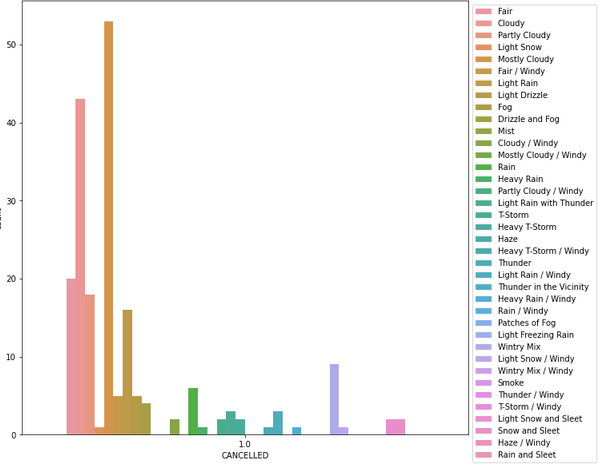 50
40
30
20
10
0
1.0
CANCELLED
Fair
Cloudy
Partly Cloudy
Light Snow
Mostly Cloudy
Fair / Windy
Light Rain
Light Drizzle
Fog
Drizzle and Fog
Mist
Cloudy / Windy
Mostly Cloudy / Windy
Rain
Heavy Rain
Partly Cloudy / Windy
Light Rain with Thunder
T-Storm
Heavy T-Storm
Haze
Heavy T-Storm / Windy
Thunder
Light Rain / Windy
Thunder in the Vicinity
Heavy Rain / Windy
Rain / Windy
Patches of Fog
Light Freezing Rain
Wintry Mix
Light Snow / Windy
Wintry Mix / Windy
Smoke
Thunder / Windy
T-Storm / Windy
Light Snow and Sleet
Snow and Sleet
Haze / Windy
Rain and Sleet